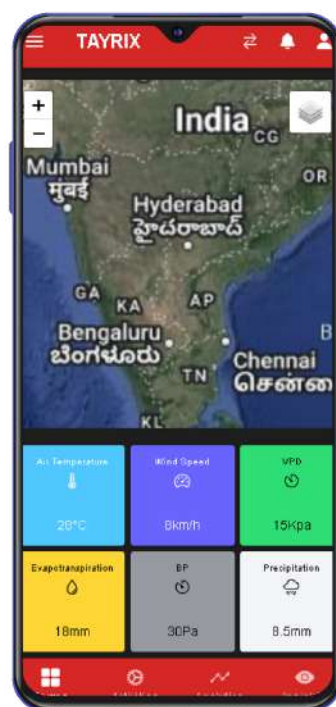 TAYRIX
+
−
India
CG
OR
Mumbai
मुंबई
Hyderabad
హైదరాబాద్
GA
KA
AP
Bengaluru
ಬೆಂಗಳೂರು
Chennai
சென்னை
TN
KL
Air Temperature
Wind Speed
VPD
28°C
8km/h
15Kpa
Evapotranspiration
BP
Precipitation
18mm
30Pa
8.5mm